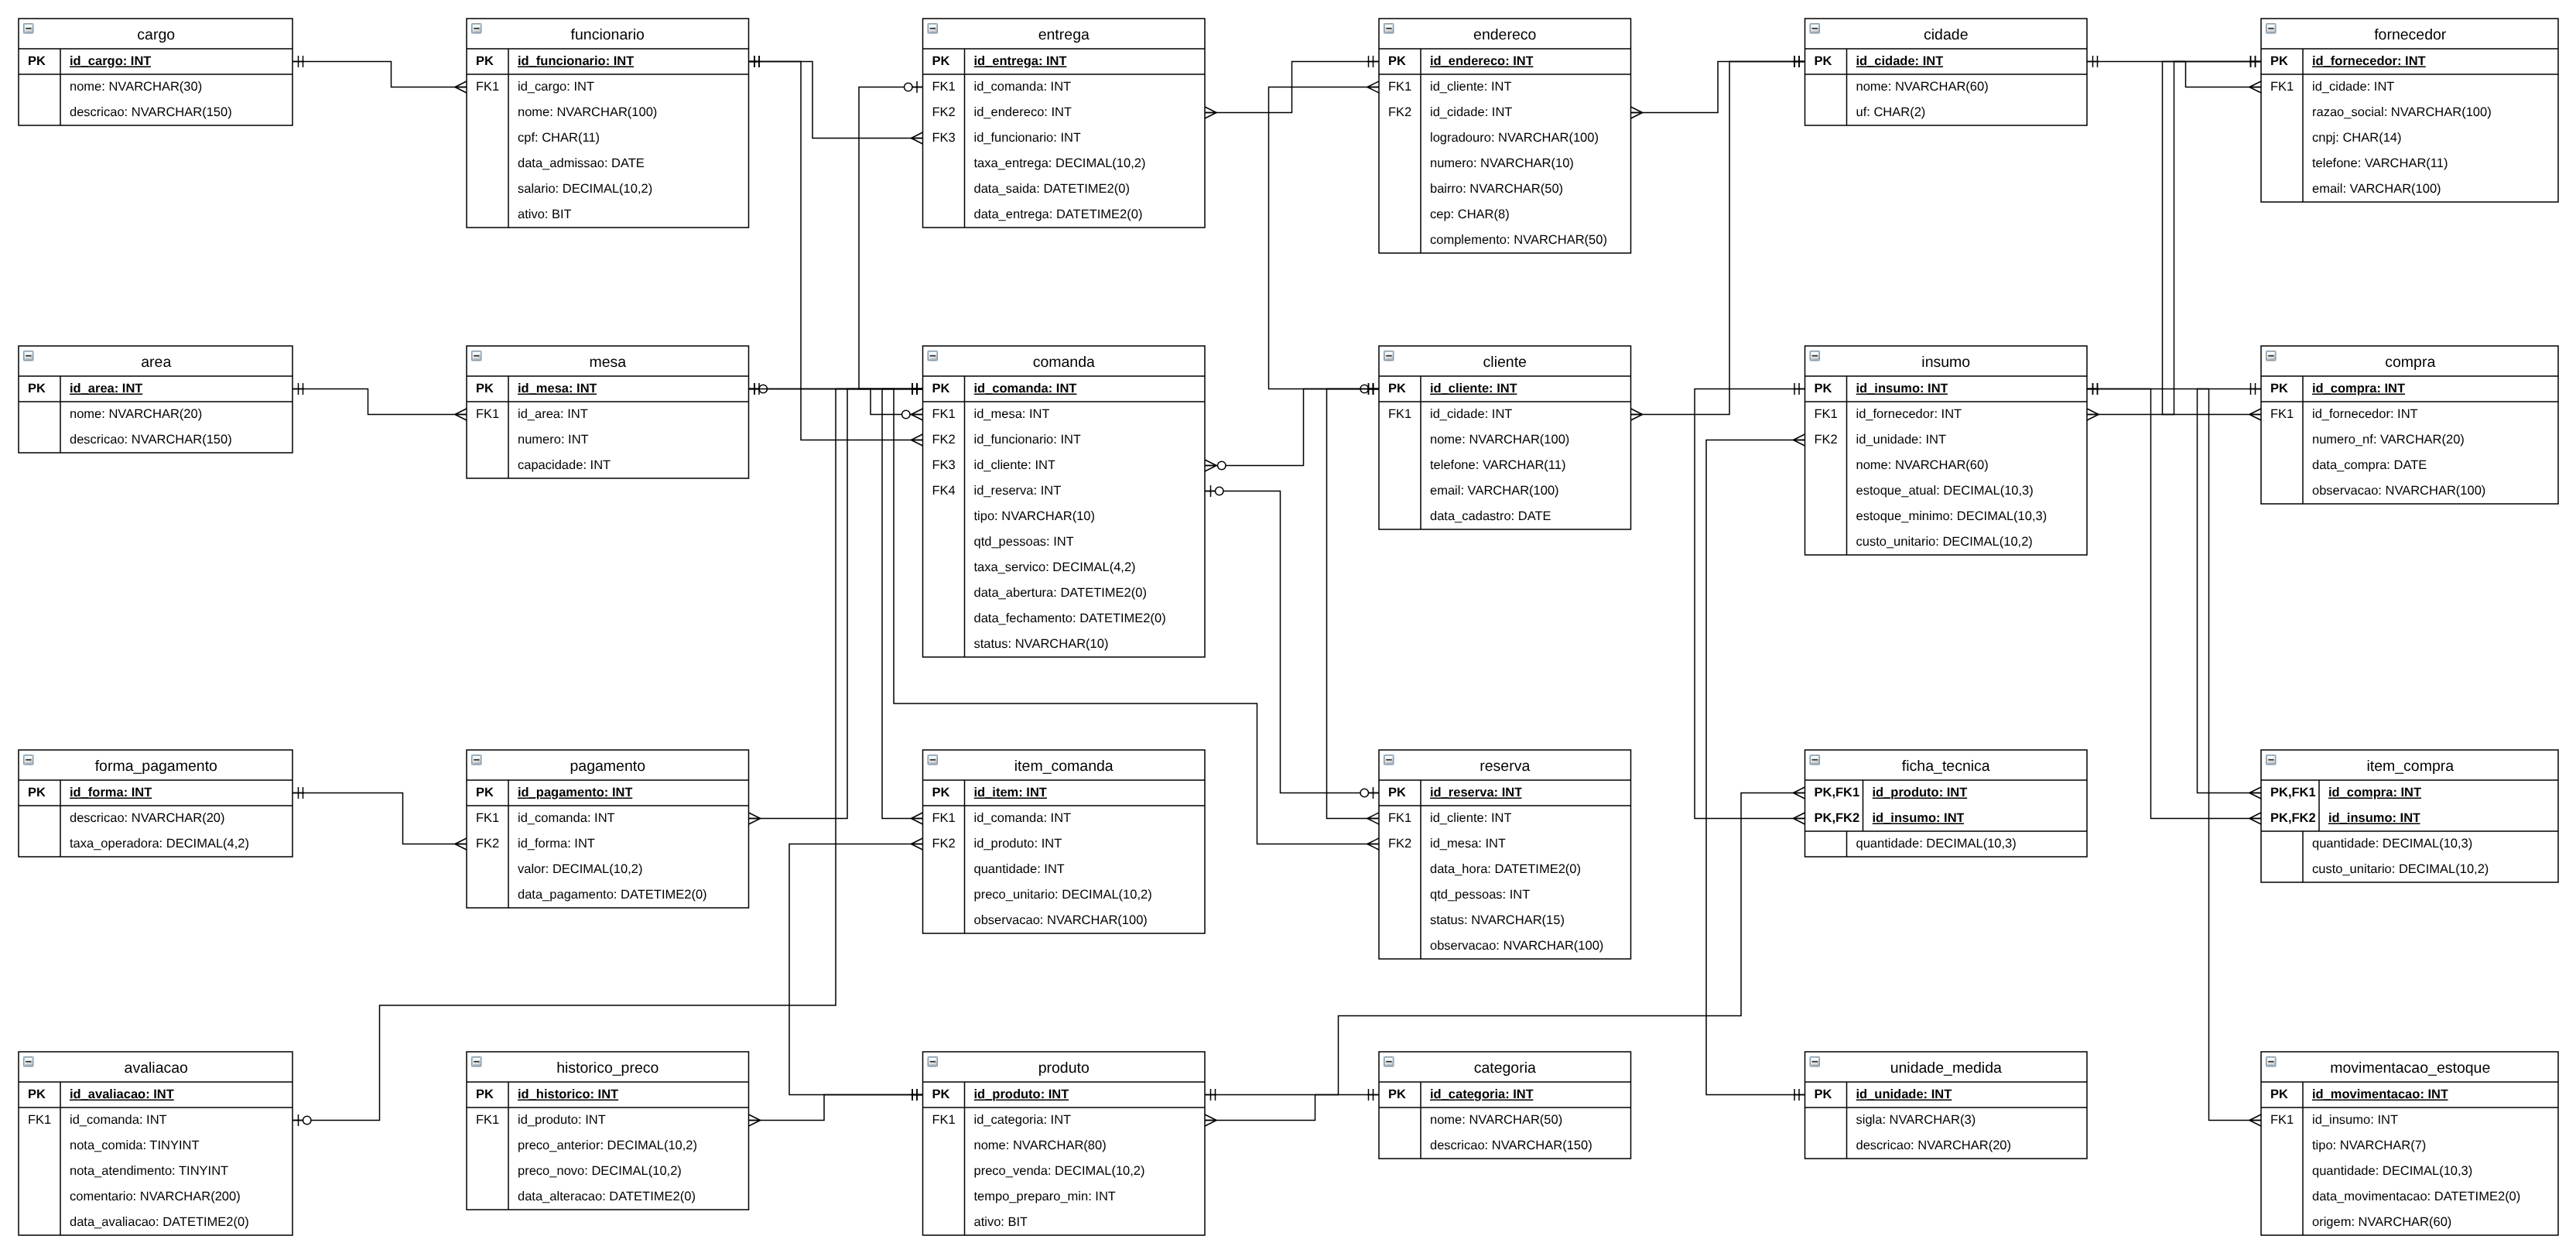 cargo
PK id_cargo: INT
nome: NVARCHAR(30)
descricao: NVARCHAR(150)
funcionario
PK id_funcionario: INT
FK1 id_cargo: INT
nome: NVARCHAR(100)
cpf: CHAR(11)
data_admissao: DATE
salario: DECIMAL(10,2)
ativo: BIT
entrega
PK id_entrega: INT
FK1 id_comanda: INT
FK2 id_endereco: INT
FK3 id_funcionario: INT
taxa_entrega: DECIMAL(10,2)
data_saida: DATETIME2(0)
data_entrega: DATETIME2(0)
endereco
PK id_endereco: INT
FK1 id_cliente: INT
FK2 id_cidade: INT
logradouro: NVARCHAR(100)
numero: NVARCHAR(10)
bairro: NVARCHAR(50)
cep: CHAR(8)
complemento: NVARCHAR(50)
cidade
PK id_cidade: INT
nome: NVARCHAR(60)
uf: CHAR(2)
fornecedor
PK id_fornecedor: INT
FK1 id_cidade: INT
razao_social: NVARCHAR(100)
cnpj: CHAR(14)
telefone: VARCHAR(11)
email: VARCHAR(100)
area
PK id_area: INT
nome: NVARCHAR(20)
descricao: NVARCHAR(150)
mesa
PK id_mesa: INT
FK1 id_area: INT
numero: INT
capacidade: INT
comanda
PK id_comanda: INT
FK1 id_mesa: INT
FK2 id_funcionario: INT
FK3 id_cliente: INT
FK4 id_reserva: INT
tipo: NVARCHAR(10)
qtd_pessoas: INT
taxa_servico: DECIMAL(4,2)
data_abertura: DATETIME2(0)
data_fechamento: DATETIME2(0)
status: NVARCHAR(10)
cliente
PK id_cliente: INT
FK1 id_cidade: INT
nome: NVARCHAR(100)
telefone: VARCHAR(11)
email: VARCHAR(100)
data_cadastro: DATE
insumo
PK id_insumo: INT
FK1 id_fornecedor: INT
FK2 id_unidade: INT
nome: NVARCHAR(60)
estoque_atual: DECIMAL(10,3)
estoque_minimo: DECIMAL(10,3)
custo_unitario: DECIMAL(10,2)
compra
PK id_compra: INT
FK1 id_fornecedor: INT
numero_nf: VARCHAR(20)
data_compra: DATE
observacao: NVARCHAR(100)
forma_pagamento
PK id_forma: INT
descricao: NVARCHAR(20)
taxa_operadora: DECIMAL(4,2)
pagamento
PK id_pagamento: INT
FK1 id_comanda: INT
FK2 id_forma: INT
valor: DECIMAL(10,2)
data_pagamento: DATETIME2(0)
item_comanda
PK id_item: INT
FK1 id_comanda: INT
FK2 id_produto: INT
quantidade: INT
preco_unitario: DECIMAL(10,2)
observacao: NVARCHAR(100)
reserva
PK id_reserva: INT
FK1 id_cliente: INT
FK2 id_mesa: INT
data_hora: DATETIME2(0)
qtd_pessoas: INT
status: NVARCHAR(15)
observacao: NVARCHAR(100)
ficha_tecnica
PK,FK1 id_produto: INT
PK,FK2 id_insumo: INT
quantidade: DECIMAL(10,3)
item_compra
PK,FK1 id_compra: INT
PK,FK2 id_insumo: INT
quantidade: DECIMAL(10,3)
custo_unitario: DECIMAL(10,2)
avaliacao
PK id_avaliacao: INT
FK1 id_comanda: INT
nota_comida: TINYINT
nota_atendimento: TINYINT
comentario: NVARCHAR(200)
data_avaliacao: DATETIME2(0)
historico_preco
PK id_historico: INT
FK1 id_produto: INT
preco_anterior: DECIMAL(10,2)
preco_novo: DECIMAL(10,2)
data_alteracao: DATETIME2(0)
produto
PK id_produto: INT
FK1 id_categoria: INT
nome: NVARCHAR(80)
preco_venda: DECIMAL(10,2)
tempo_preparo_min: INT
ativo: BIT
categoria
PK id_categoria: INT
nome: NVARCHAR(50)
descricao: NVARCHAR(150)
unidade_medida
PK id_unidade: INT
sigla: NVARCHAR(3)
descricao: NVARCHAR(20)
movimentacao_estoque
PK id_movimentacao: INT
FK1 id_insumo: INT
tipo: NVARCHAR(7)
quantidade: DECIMAL(10,3)
data_movimentacao: DATETIME2(0)
origem: NVARCHAR(60)